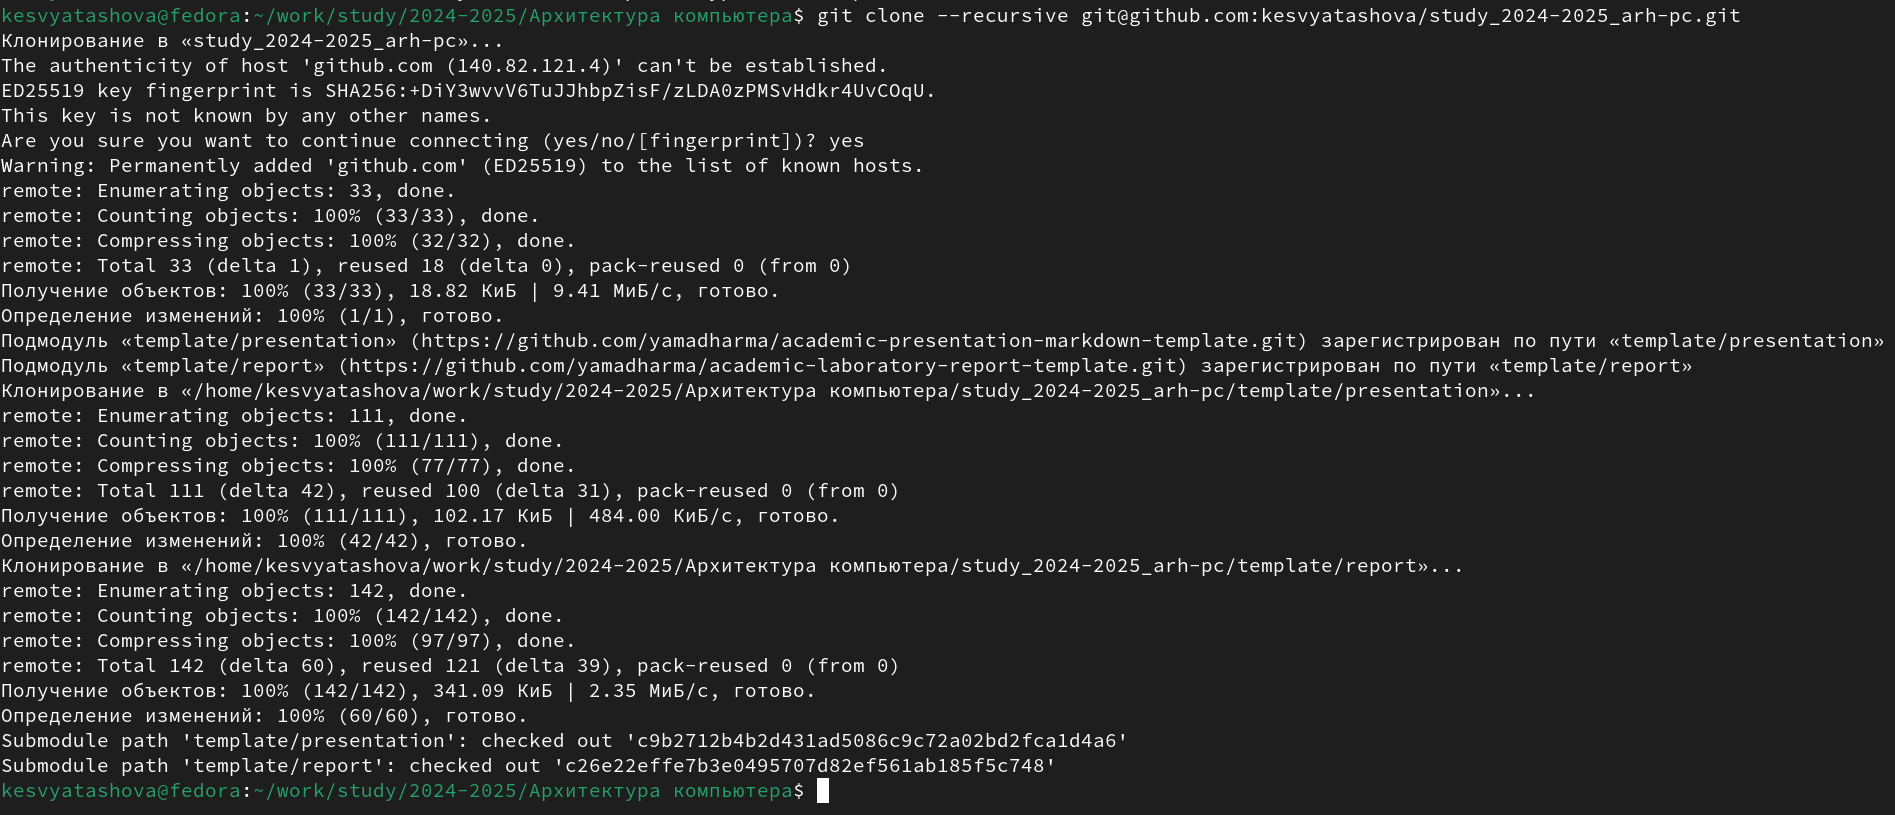 kesvyatashova@fedora:~/work/study/2024-2025/Архитектура компьютера$ git clone --recursive git@github.com:kesvyatashova/study_2024-2025_arh-pc.git
Клонирование в «study_2024-2025_arh-pc»...
The authenticity of host 'github.com (140.82.121.4)' can't be established.
ED25519 key fingerprint is SHA256:+DiY3wvvV6TuJJhbpZisF/zLDA0zPMSvHdkr4UvCOqU.
This key is not known by any other names.
Are you sure you want to continue connecting (yes/no/[fingerprint])? yes
Warning: Permanently added 'github.com' (ED25519) to the list of known hosts.
remote: Enumerating objects: 33, done.
remote: Counting objects: 100% (33/33), done.
remote: Compressing objects: 100% (32/32), done.
remote: Total 33 (delta 1), reused 18 (delta 0), pack-reused 0 (from 0)
Получение объектов: 100% (33/33), 18.82 КиБ | 9.41 МиБ/с, готово.
Определение изменений: 100% (1/1), готово.
Подмодуль «template/presentation» (https://github.com/yamadharma/academic-presentation-markdown-template.git) зарегистрирован по пути «template/presentation»
Подмодуль «template/report» (https://github.com/yamadharma/academic-laboratory-report-template.git) зарегистрирован по пути «template/report»
Клонирование в «/home/kesvyatashova/work/study/2024-2025/Архитектура компьютера/study_2024-2025_arh-pc/template/presentation»...
remote: Enumerating objects: 111, done.
remote: Counting objects: 100% (111/111), done.
remote: Compressing objects: 100% (77/77), done.
remote: Total 111 (delta 42), reused 100 (delta 31), pack-reused 0 (from 0)
Получение объектов: 100% (111/111), 102.17 КиБ | 484.00 КиБ/с, готово.
Определение изменений: 100% (42/42), готово.
Клонирование в «/home/kesvyatashova/work/study/2024-2025/Архитектура компьютера/study_2024-2025_arh-pc/template/report»...
remote: Enumerating objects: 142, done.
remote: Counting objects: 100% (142/142), done.
remote: Compressing objects: 100% (97/97), done.
remote: Total 142 (delta 60), reused 121 (delta 39), pack-reused 0 (from 0)
Получение объектов: 100% (142/142), 341.09 КиБ | 2.35 МиБ/с, готово.
Определение изменений: 100% (60/60), готово.
Submodule path 'template/presentation': checked out 'c9b2712b4b2d431ad5086c9c72a02bd2fca1d4a6'
Submodule path 'template/report': checked out 'c26e22effe7b3e0495707d82ef561ab185f5c748'
kesvyatashova@fedora:~/work/study/2024-2025/Архитектура компьютера$